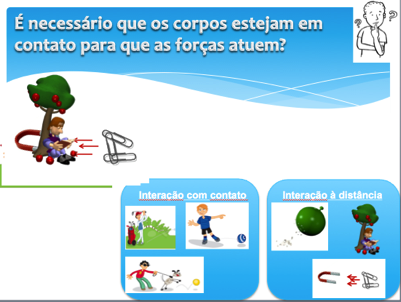 É necessário que os corpos estejam em
contato para que as forças atuem?
Interação com contato
Interação à distância